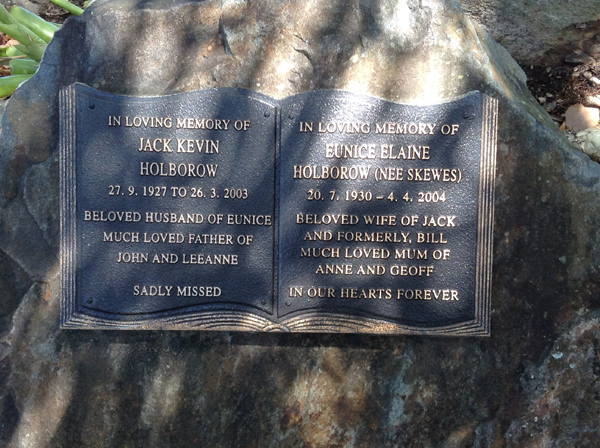 IN LOVING MEMORY OF
JACK KEVIN
HOLBOROW
27. 9. 1927 TO 26. 3. 2003
BELOVED HUSBAND OF EUNICE
MUCH LOVED FATHER OF
JOHN AND LEEANNE
SADLY MISSED
IN LOVING MEMORY OF
EUNICE ELAINE
HOLBOROW (NEE SKEWES)
20. 7. 1930 – 4. 4. 2004
BELOVED WIFE OF JACK
AND FORMERLY, BILL
MUCH LOVED MUM OF
ANNE AND GEOFF
IN OUR HEARTS FOREVER